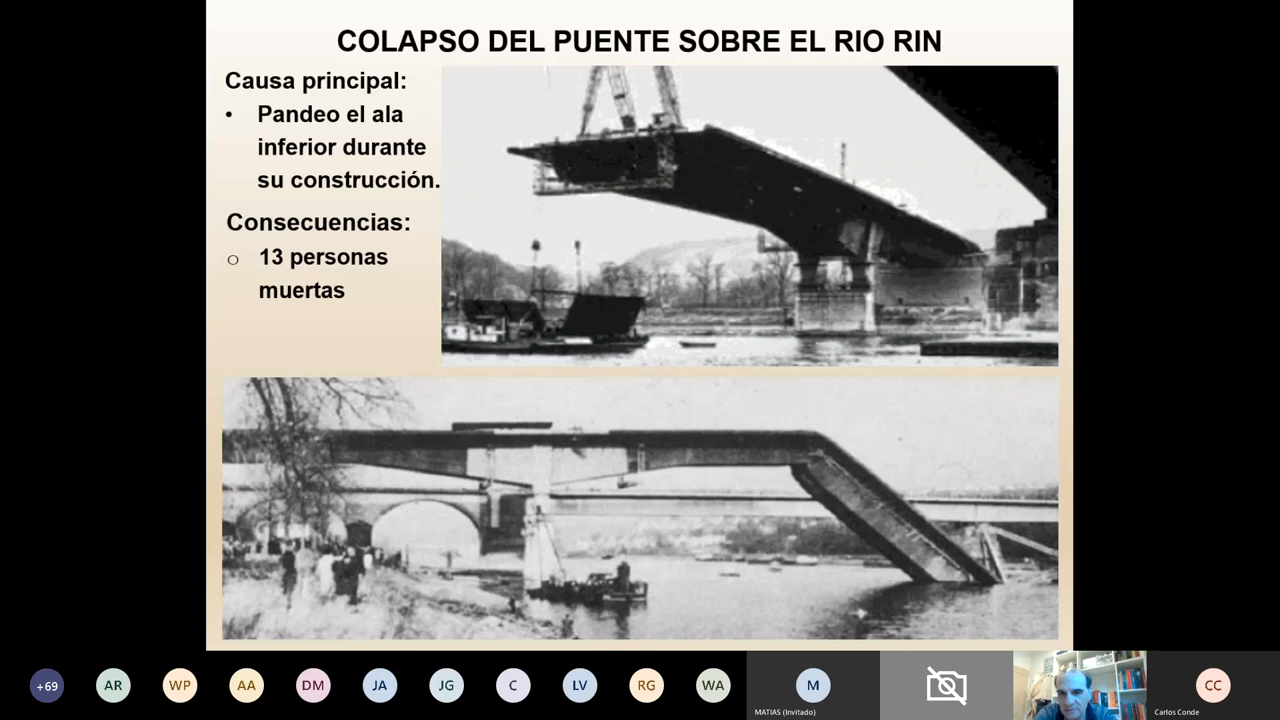 COLAPSO DEL PUENTE SOBRE EL RIO RIN
Causa principal:
• Pandeo el ala
inferior durante
su construcción.
Consecuencias:
o 13 personas
muertas
+69
AR
WP
AA
DM
JA
JG
C
LV
RG
WA
M
MATIAS (Invitado)
CC
Carlos Conde